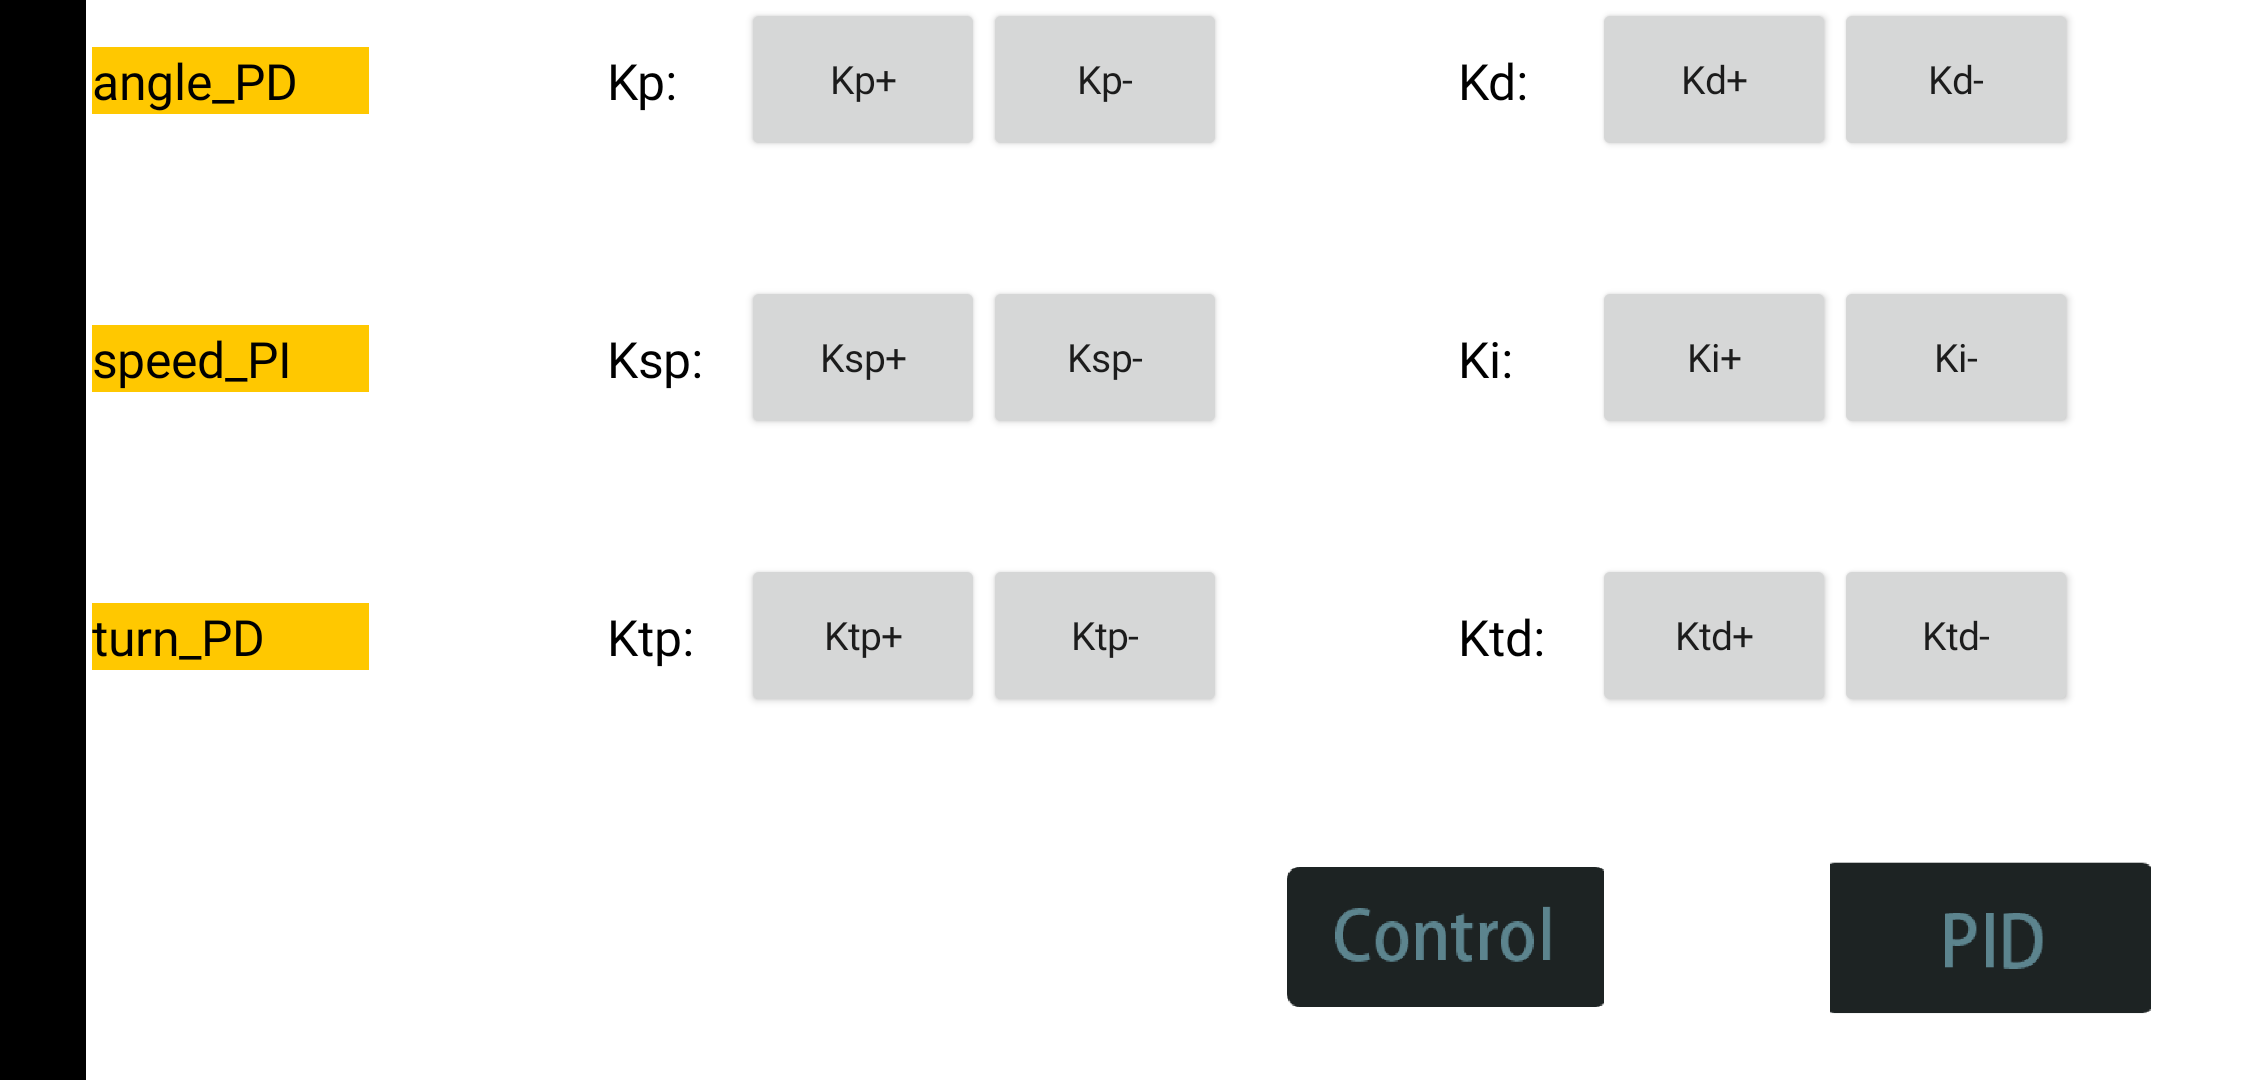 angle_PD Kp: Kp+ Kp- Kd: Kd+ Kd-
speed_PI Ksp: Ksp+ Ksp- Ki: Ki+ Ki-
turn_PD Ktp: Ktp+ Ktp- Ktd: Ktd+ Ktd-
Control PID